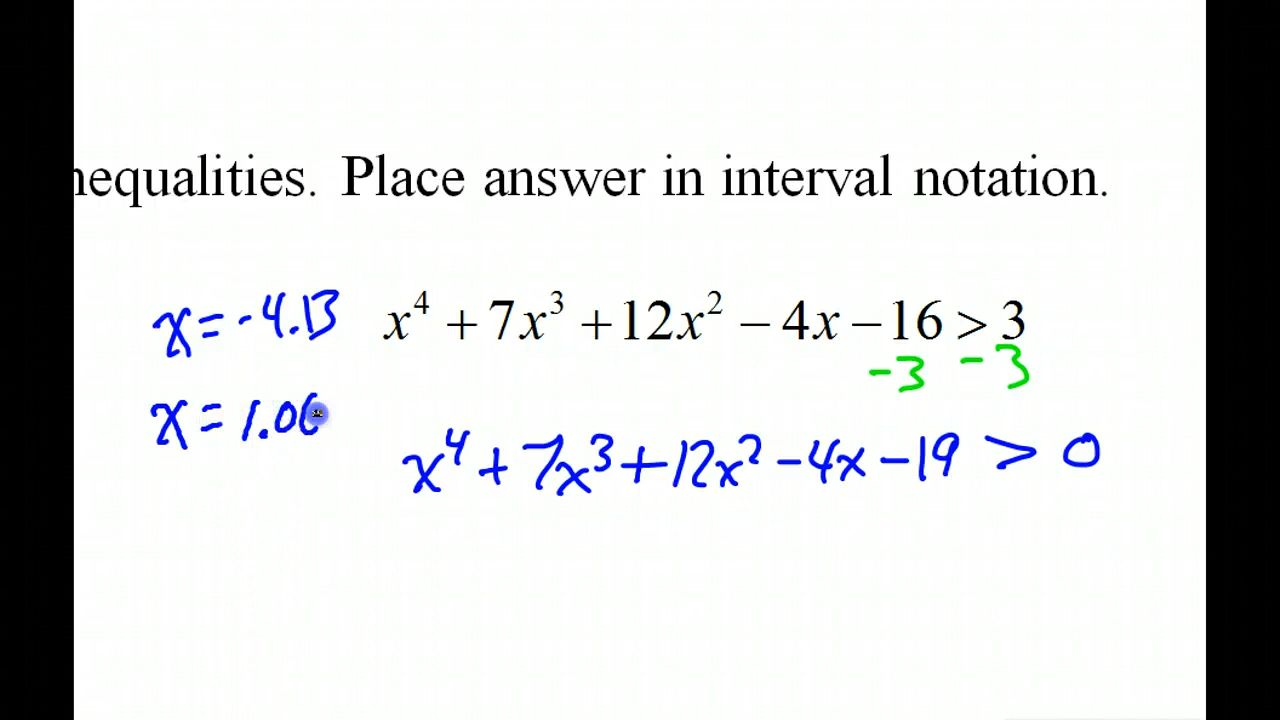 nequalities. Place answer in interval notation.
x = -4.13 x⁴ + 7x³ + 12x² − 4x − 16 > 3
-3 -3
x = 1.06
x⁴ + 7x³ + 12x² - 4x - 19 > 0